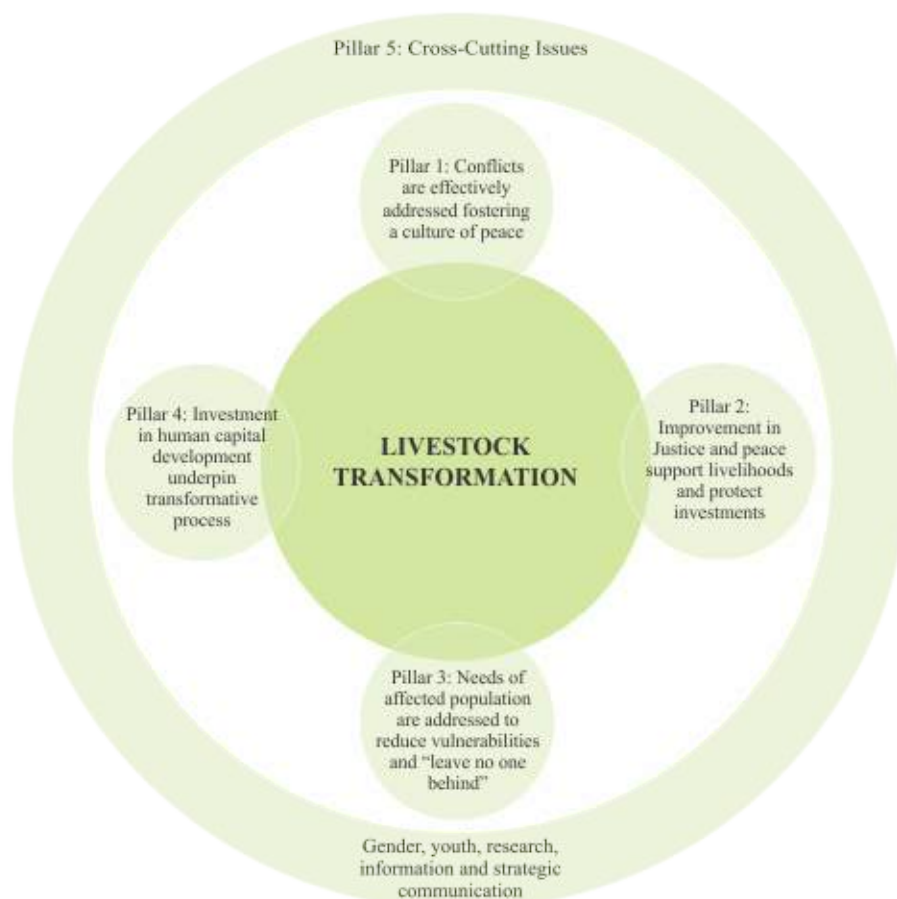 Pillar 5: Cross-Cutting Issues
Pillar 1: Conflicts
are effectively
addressed fostering
a culture of peace
Pillar 4: Investment
in human capital
development
underpin
transformative
process
LIVESTOCK
TRANSFORMATION
Pillar 2:
Improvement in
Justice and peace
support livelihoods
and protect
investments
Pillar 3: Needs of
affected population
are addressed to
reduce vulnerabilities
and “leave no one
behind”
Gender, youth, research,
information and strategic
communication